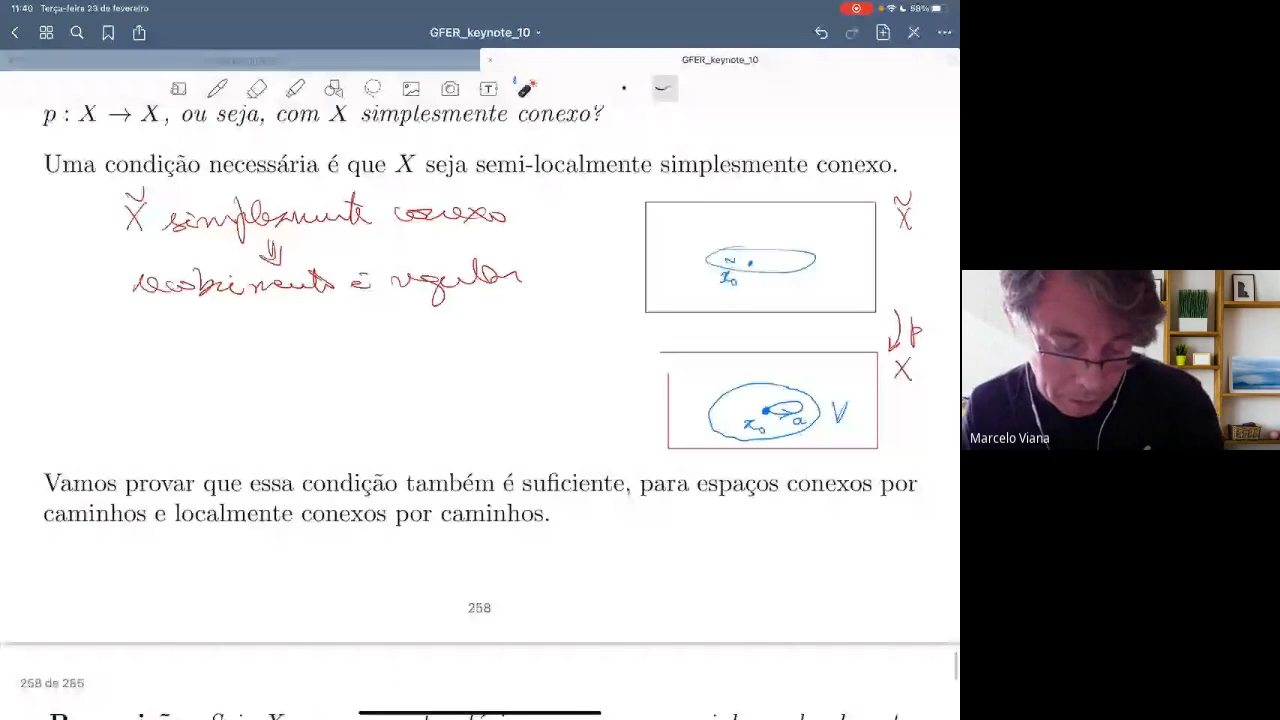 11:40 Terça-feira 23 de fevereiro 58%
GFER_keynote_10
GFER_keynote_10
p : X → X, ou seja, com X simplesmente conexo?
Uma condição necessária é que X seja semi-localmente simplesmente conexo.
X̃ simplesmente conexo
⇓
recobrimento é regular
X̃
x̃₀
p
X
x₀ a V
Marcelo Viana
Vamos provar que essa condição também é suficiente, para espaços conexos por
caminhos e localmente conexos por caminhos.
258
258 de 285